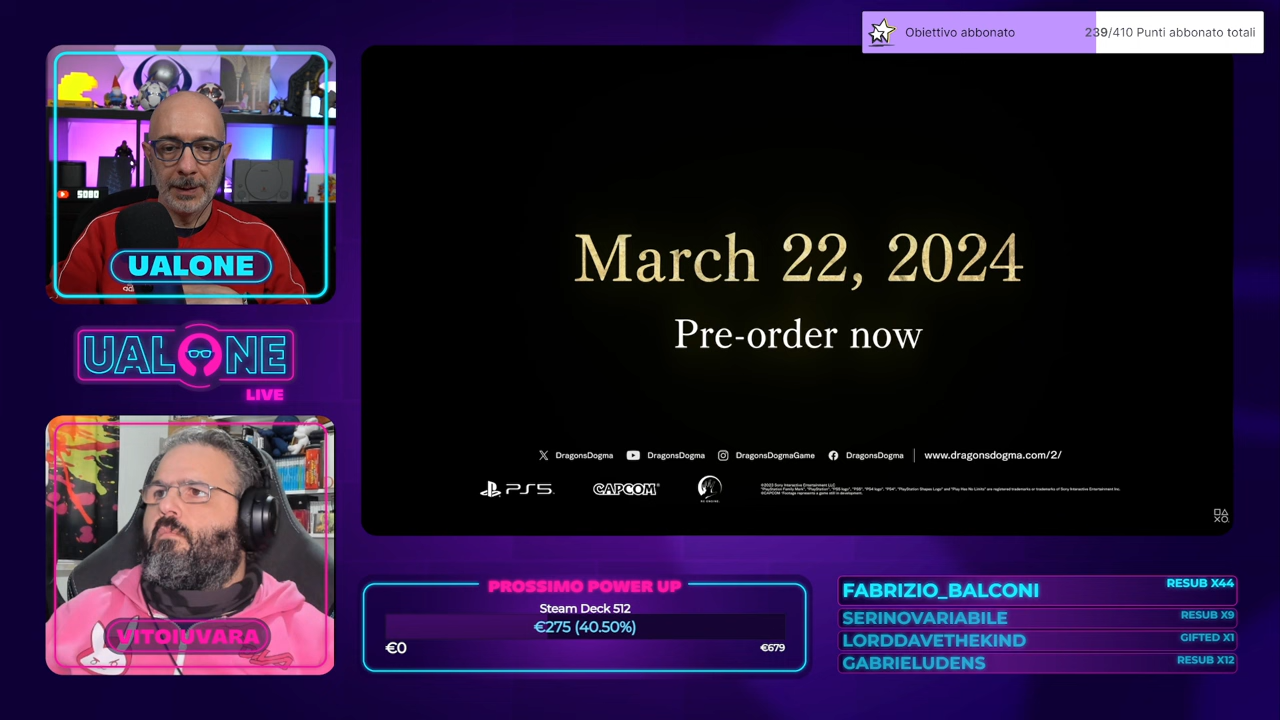 Obiettivo abbonato
239/410 Punti abbonato totali
5080
UALONE
UALONE
LIVE
VITOIUVARA
March 22, 2024
Pre-order now
DragonsDogma
DragonsDogma
DragonsDogmaGame
DragonsDogma
www.dragonsdogma.com/2/
PS5
CAPCOM
PROSSIMO POWER UP
Steam Deck 512
€275 (40.50%)
€0
€679
FABRIZIO_BALCONI
RESUB X44
SERINOVARIABILE
RESUB X9
LORDDAVETHEKIND
GIFTED X1
GABRIELUDENS
RESUB X12